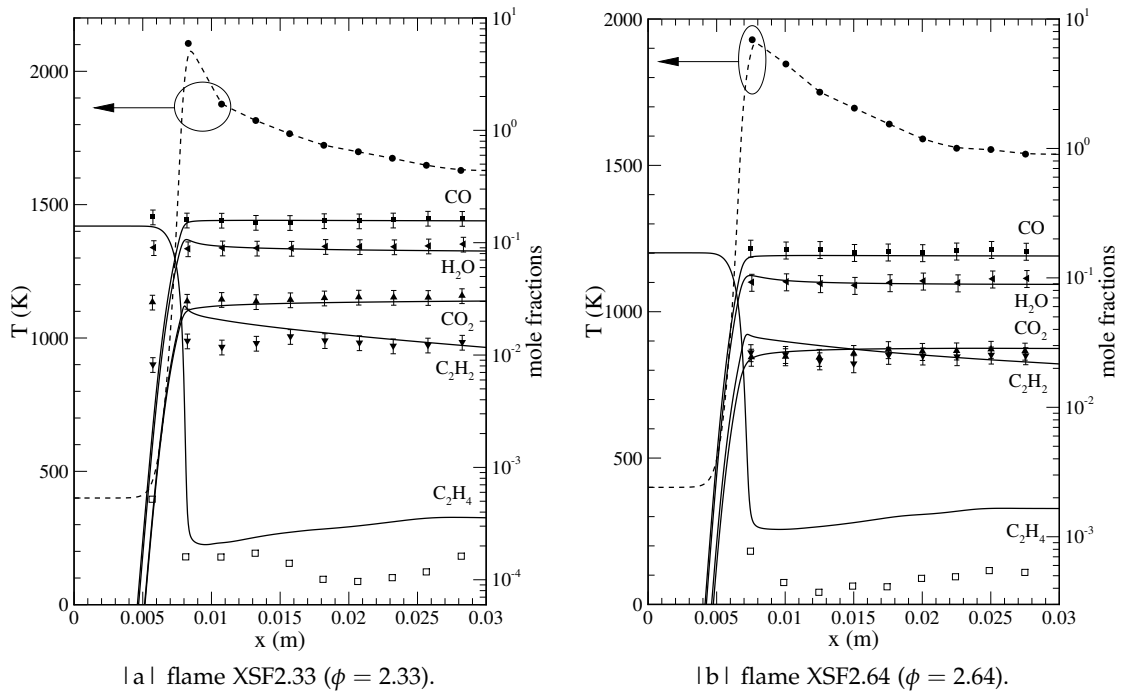 2000
1500
1000
500
0
T (K)
10^1
10^0
10^-1
10^-2
10^-3
10^-4
mole fractions
CO
H₂O
CO₂
C₂H₂
C₂H₄
0 0.005 0.01 0.015 0.02 0.025 0.03
x (m)
|a| flame XSF2.33 (ϕ = 2.33).
2000
1500
1000
500
0
T (K)
10^1
10^0
10^-1
10^-2
10^-3
mole fractions
CO
H₂O
CO₂
C₂H₂
C₂H₄
0 0.005 0.01 0.015 0.02 0.025 0.03
x (m)
|b| flame XSF2.64 (ϕ = 2.64).